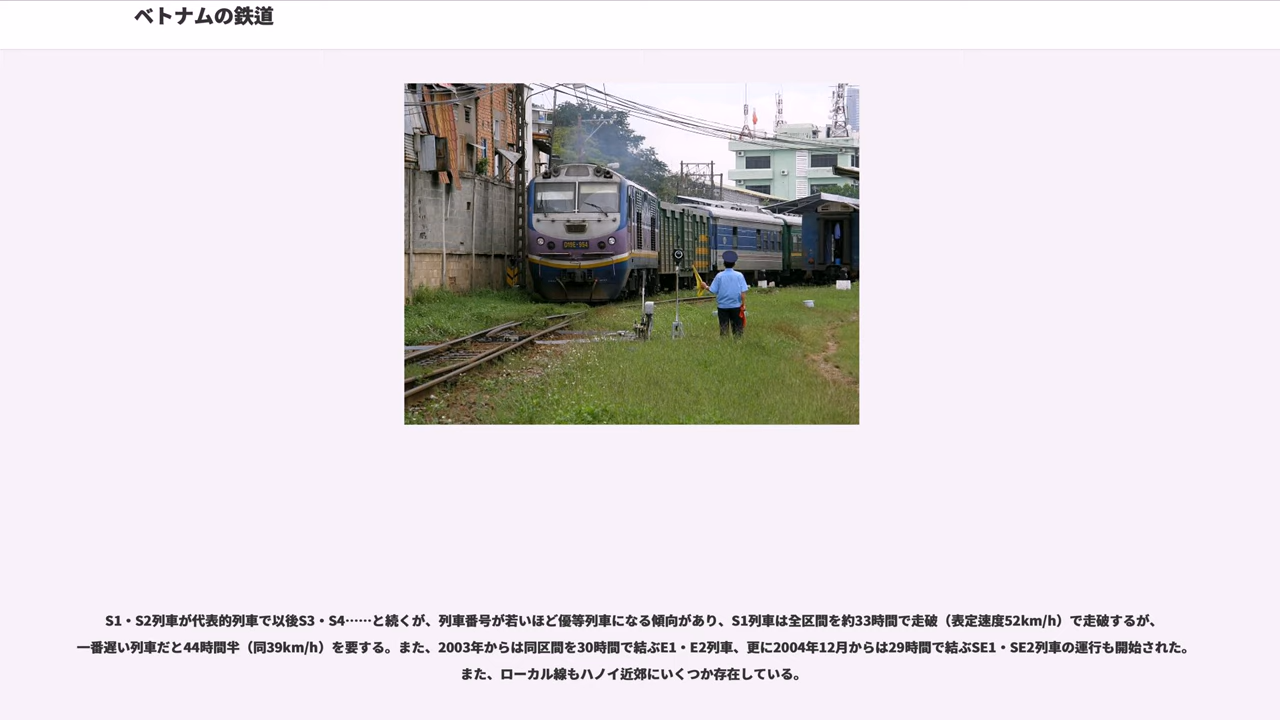 ベトナムの鉄道
D19E-954
S1・S2列車が代表的列車で以後S3・S4……と続くが、列車番号が若いほど優等列車になる傾向があり、S1列車は全区間を約33時間で走破（表定速度52km/h）で走破するが、
一番遅い列車だと44時間半（同39km/h）を要する。また、2003年からは同区間を30時間で結ぶE1・E2列車、更に2004年12月からは29時間で結ぶSE1・SE2列車の運行も開始された。
また、ローカル線もハノイ近郊にいくつか存在している。